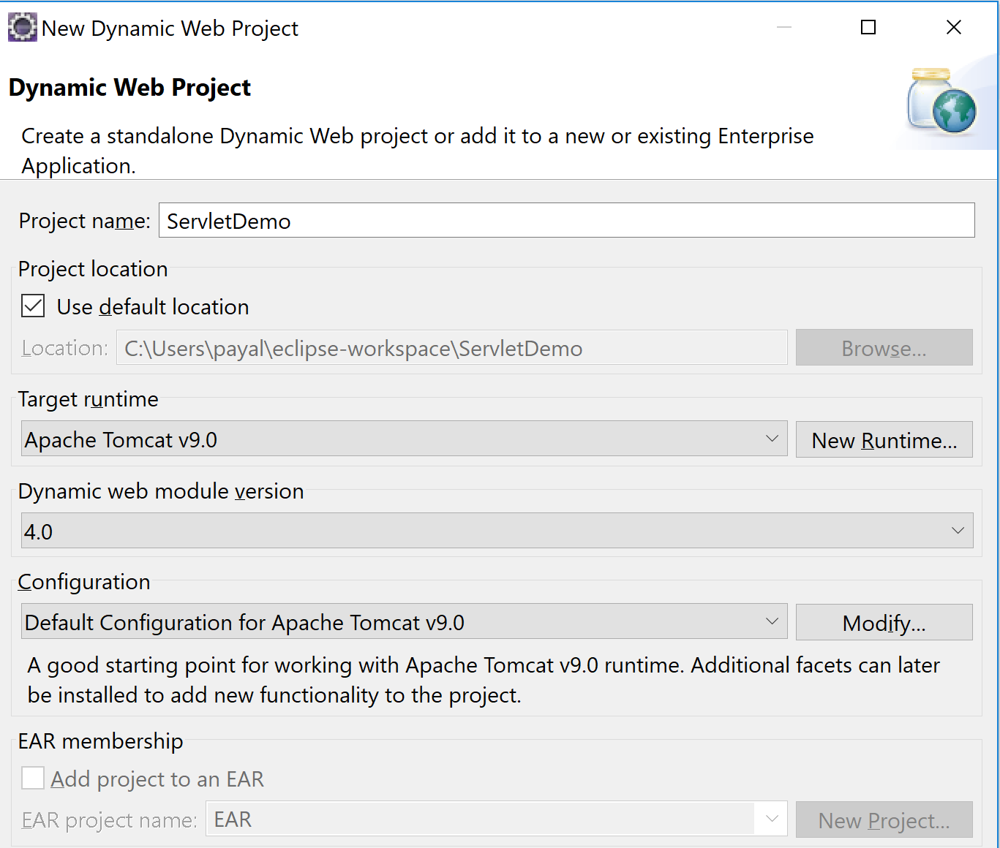 New Dynamic Web Project
Dynamic Web Project
Create a standalone Dynamic Web project or add it to a new or existing Enterprise
Application.
Project name: ServletDemo
Project location
Use default location
Location: C:\Users\payal\eclipse-workspace\ServletDemo Browse...
Target runtime
Apache Tomcat v9.0 New Runtime...
Dynamic web module version
4.0
Configuration
Default Configuration for Apache Tomcat v9.0 Modify...
A good starting point for working with Apache Tomcat v9.0 runtime. Additional facets can later
be installed to add new functionality to the project.
EAR membership
Add project to an EAR
EAR project name: EAR New Project...